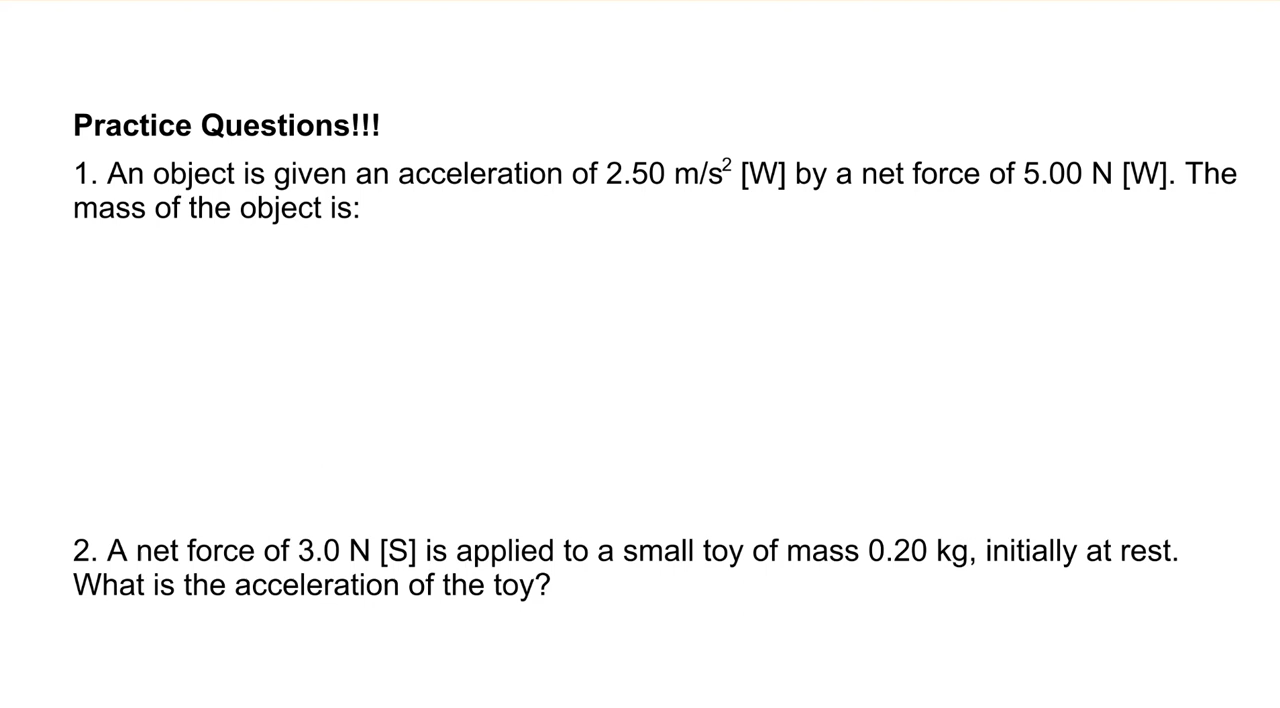 Practice Questions!!!
1. An object is given an acceleration of 2.50 m/s² [W] by a net force of 5.00 N [W]. The
mass of the object is:
2. A net force of 3.0 N [S] is applied to a small toy of mass 0.20 kg, initially at rest.
What is the acceleration of the toy?